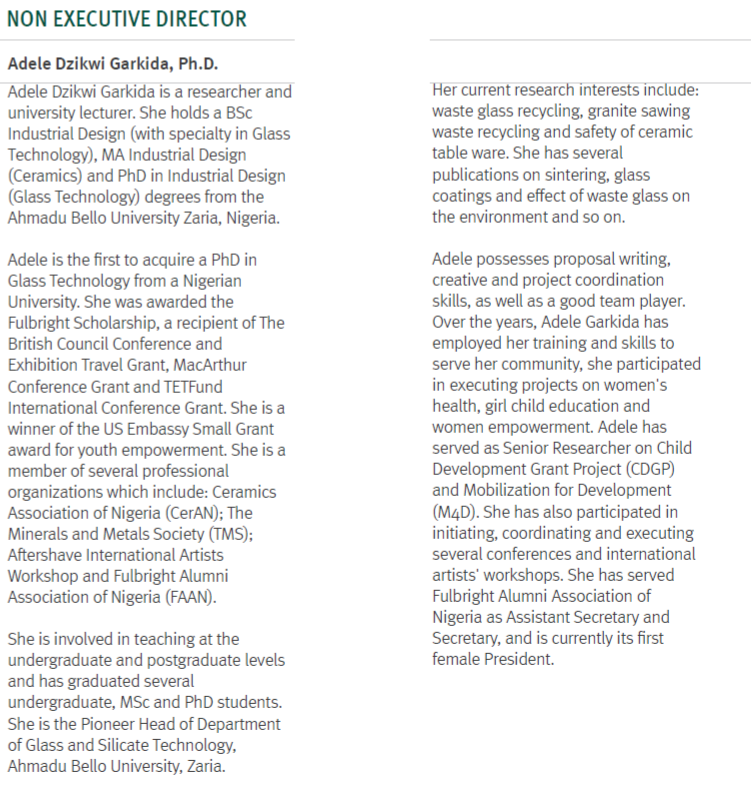 NON EXECUTIVE DIRECTOR
Adele Dzikwi Garkida, Ph.D.
Adele Dzikwi Garkida is a researcher and
university lecturer. She holds a BSc
Industrial Design (with specialty in Glass
Technology), MA Industrial Design
(Ceramics) and PhD in Industrial Design
(Glass Technology) degrees from the
Ahmadu Bello University Zaria, Nigeria.
Adele is the first to acquire a PhD in
Glass Technology from a Nigerian
University. She was awarded the
Fulbright Scholarship, a recipient of The
British Council Conference and
Exhibition Travel Grant, MacArthur
Conference Grant and TETFund
International Conference Grant. She is a
winner of the US Embassy Small Grant
award for youth empowerment. She is a
member of several professional
organizations which include: Ceramics
Association of Nigeria (CerAN); The
Minerals and Metals Society (TMS);
Aftershave International Artists
Workshop and Fulbright Alumni
Association of Nigeria (FAAN).
She is involved in teaching at the
undergraduate and postgraduate levels
and has graduated several
undergraduate, MSc and PhD students.
She is the Pioneer Head of Department
of Glass and Silicate Technology,
Ahmadu Bello University, Zaria.
Her current research interests include:
waste glass recycling, granite sawing
waste recycling and safety of ceramic
table ware. She has several
publications on sintering, glass
coatings and effect of waste glass on
the environment and so on.
Adele possesses proposal writing,
creative and project coordination
skills, as well as a good team player.
Over the years, Adele Garkida has
employed her training and skills to
serve her community, she participated
in executing projects on women's
health, girl child education and
women empowerment. Adele has
served as Senior Researcher on Child
Development Grant Project (CDGP)
and Mobilization for Development
(M4D). She has also participated in
initiating, coordinating and executing
several conferences and international
artists' workshops. She has served
Fulbright Alumni Association of
Nigeria as Assistant Secretary and
Secretary, and is currently its first
female President.